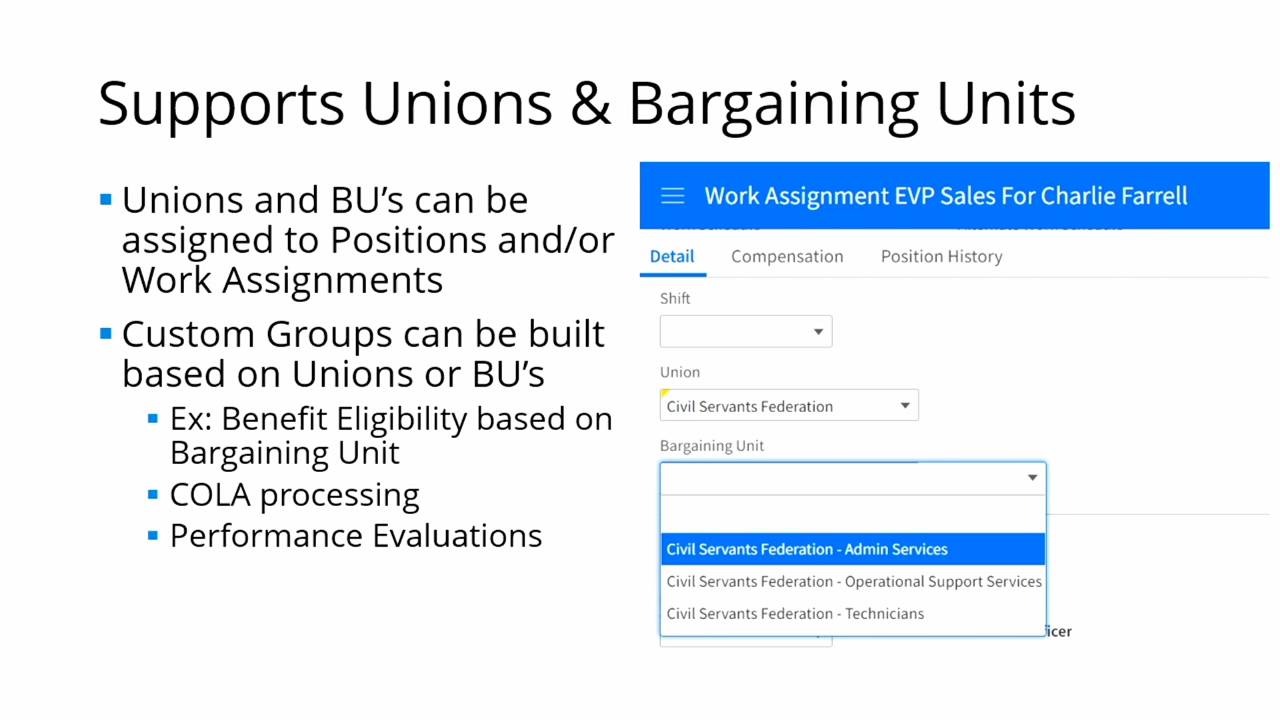 Supports Unions & Bargaining Units
Unions and BU’s can be
assigned to Positions and/or
Work Assignments
Custom Groups can be built
based on Unions or BU’s
Ex: Benefit Eligibility based on
Bargaining Unit
COLA processing
Performance Evaluations
Work Assignment EVP Sales For Charlie Farrell
Detail Compensation Position History
Shift
Union
Civil Servants Federation
Bargaining Unit
Civil Servants Federation - Admin Services
Civil Servants Federation - Operational Support Services
Civil Servants Federation - Technicians